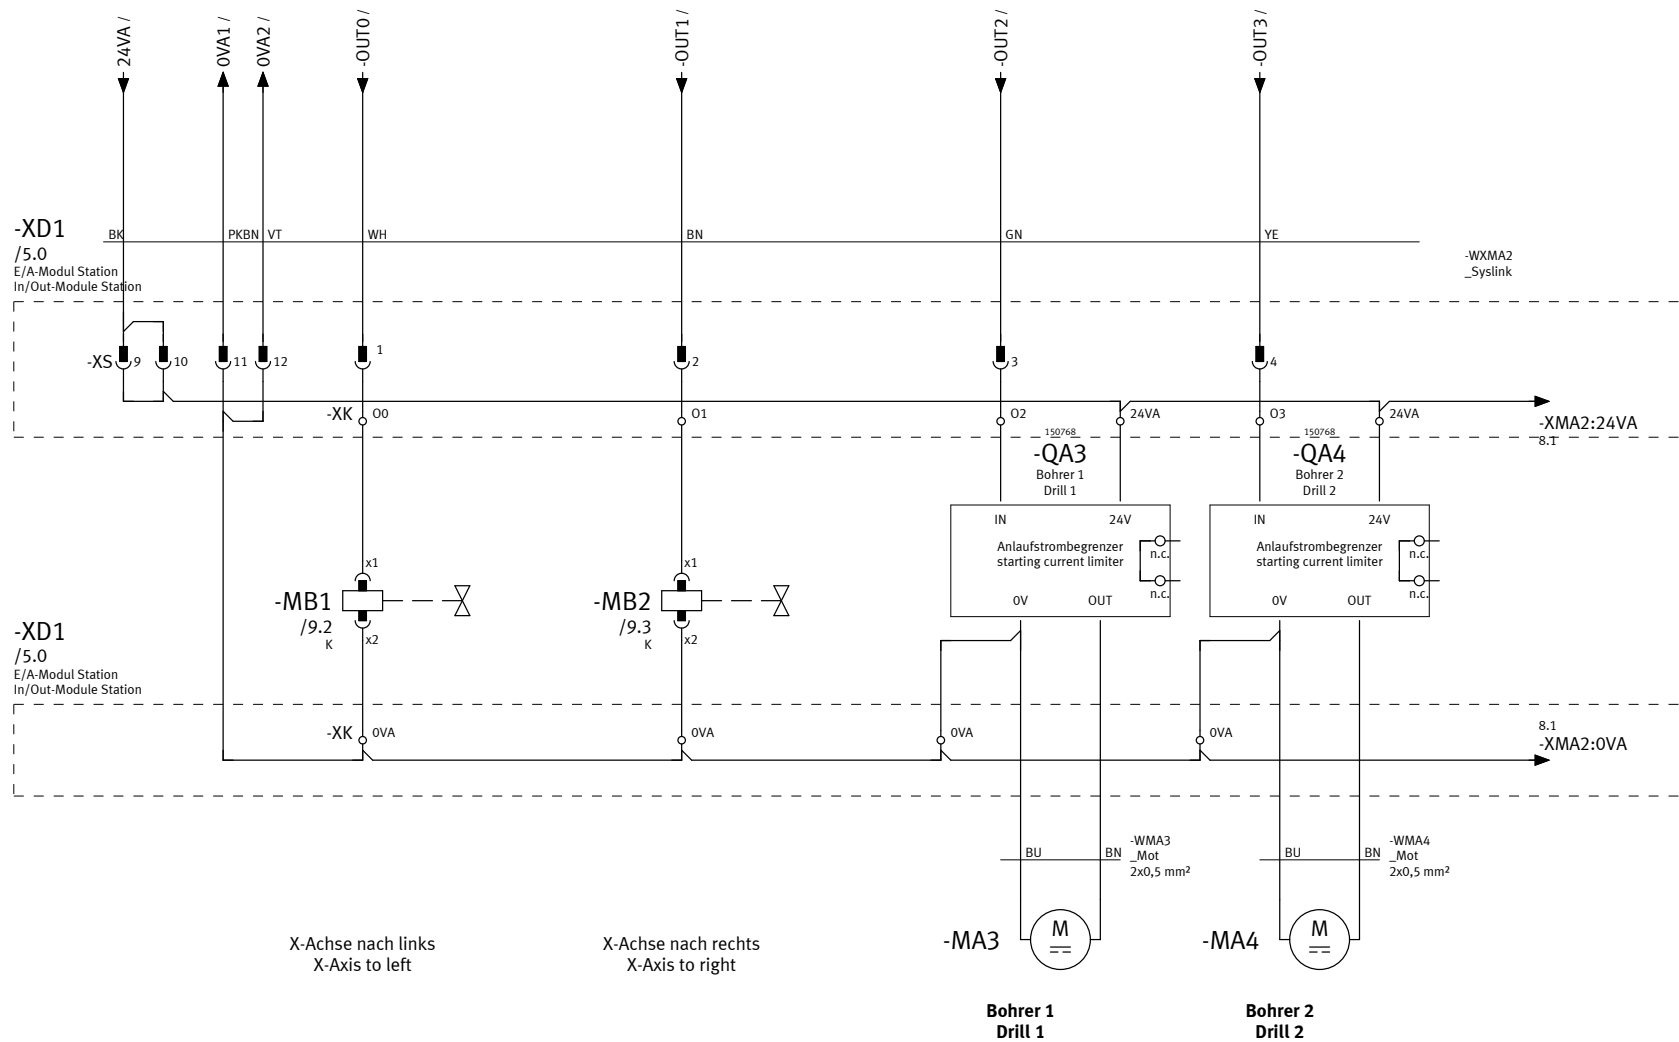 24VA /
0VA1 /
0VA2 /
-OUT0 /
-OUT1 /
-OUT2 /
-OUT3 /
-XD1
/5.0
E/A-Modul Station
In/Out-Module Station
BK
PKBN
VT
WH
BN
GN
YE
-WXMA2
_Syslink
-XS
9
10
11
12
1
2
3
4
-XK
O0
O1
O2
24VA
O3
24VA
-XMA2:24VA
8.1
150768
-QA3
Bohrer 1
Drill 1
150768
-QA4
Bohrer 2
Drill 2
IN
24V
Anlaufstrombegrenzer
starting current limiter
n.c.
n.c.
0V
OUT
IN
24V
Anlaufstrombegrenzer
starting current limiter
n.c.
n.c.
0V
OUT
x1
-MB1
/9.2
K
x2
x1
-MB2
/9.3
K
x2
-XD1
/5.0
E/A-Modul Station
In/Out-Module Station
-XK
0VA
0VA
0VA
0VA
8.1
-XMA2:0VA
BU
BN
-WMA3
_Mot
2x0,5 mm²
BU
BN
-WMA4
_Mot
2x0,5 mm²
X-Achse nach links
X-Axis to left
X-Achse nach rechts
X-Axis to right
-MA3
M
-MA4
M
Bohrer 1
Drill 1
Bohrer 2
Drill 2